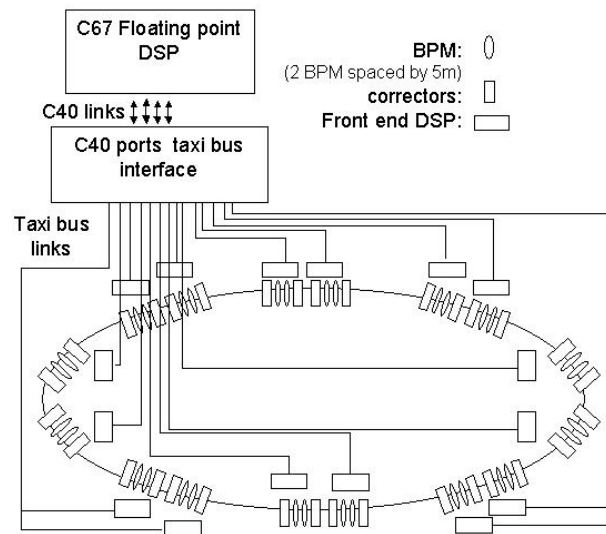 C67 Floating point
DSP
C40 links
C40 ports taxi bus
interface
Taxi bus
links
BPM:
(2 BPM spaced by 5m)
correctors:
Front end DSP: